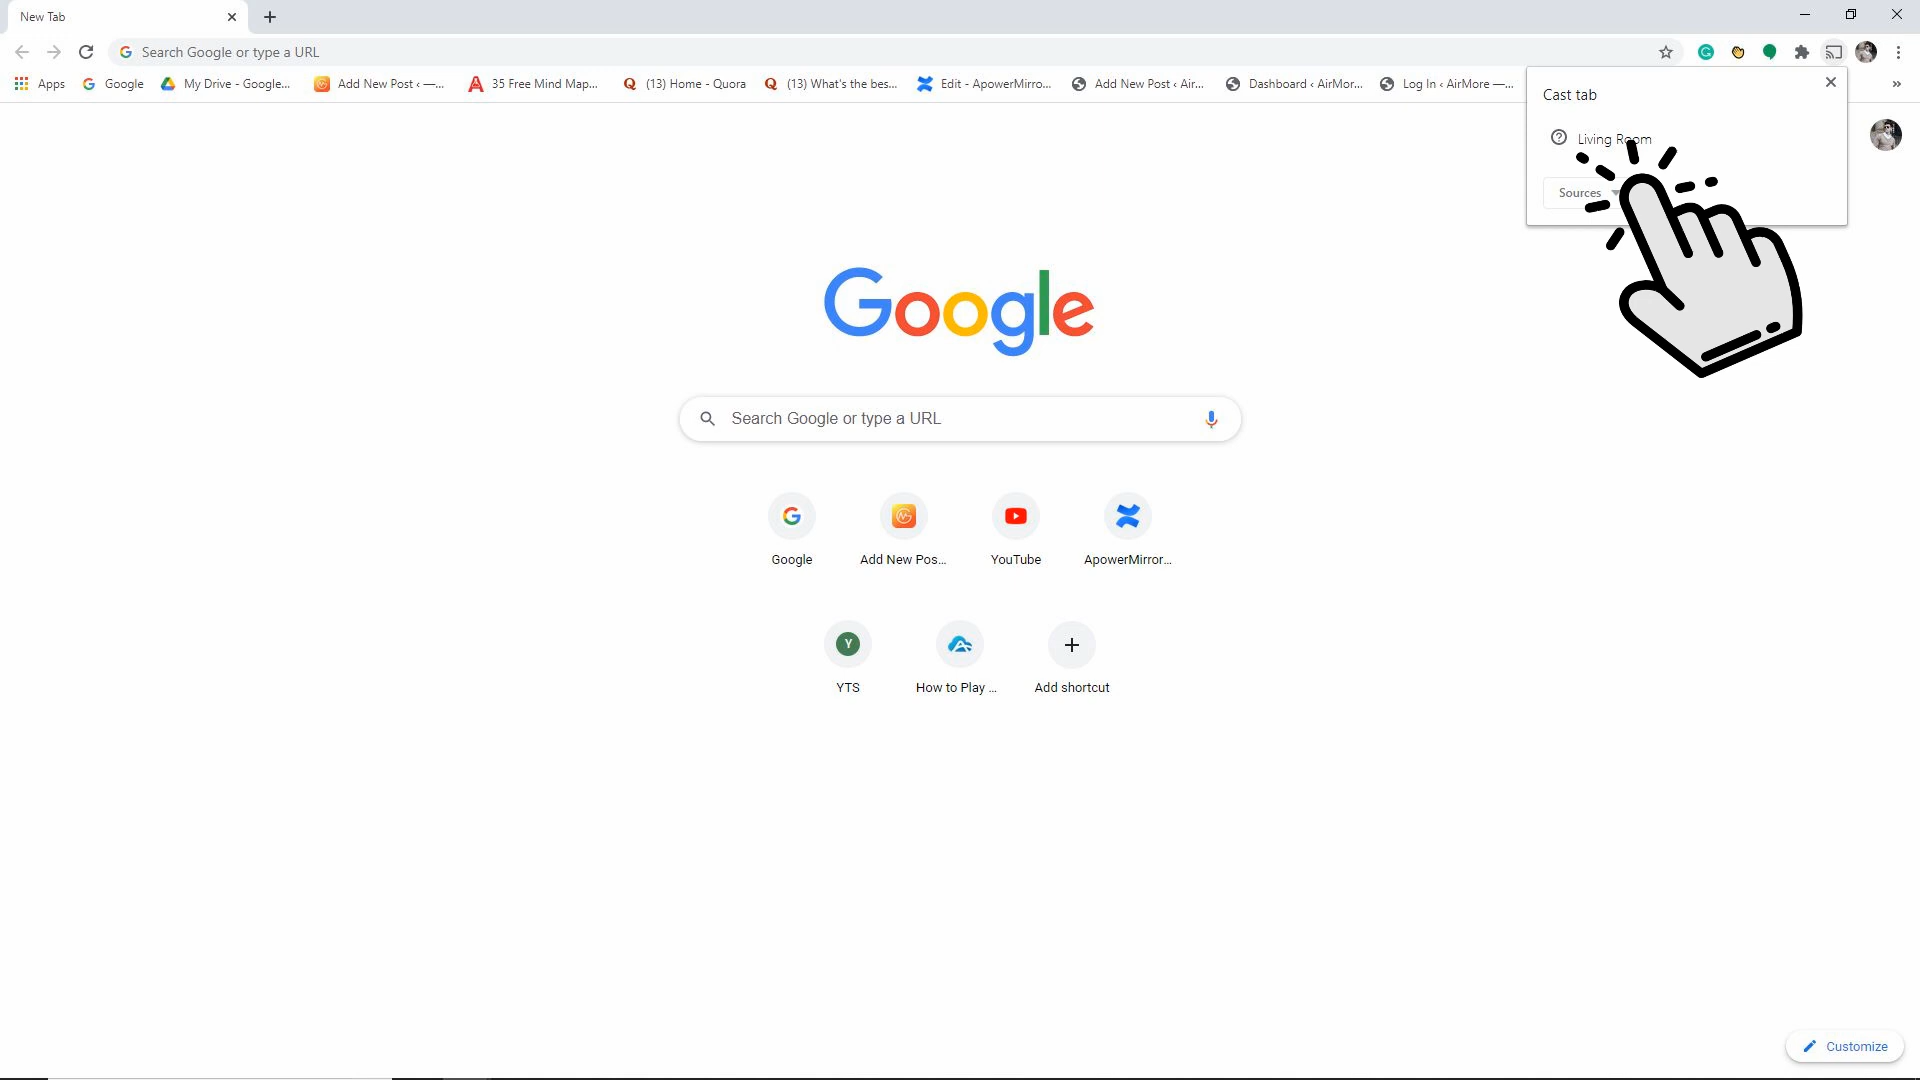 New Tab
Search Google or type a URL
Apps
Google
My Drive - Google...
Add New Post ‹ —...
35 Free Mind Map...
(13) Home - Quora
(13) What's the bes...
Edit - ApowerMirro...
Add New Post ‹ Air...
Dashboard ‹ AirMor...
Log In ‹ AirMore —...
»
Cast tab
Living Room
Sources
Google
Search Google or type a URL
Google
Add New Pos...
YouTube
ApowerMirror...
Y
YTS
How to Play ...
Add shortcut
Customize